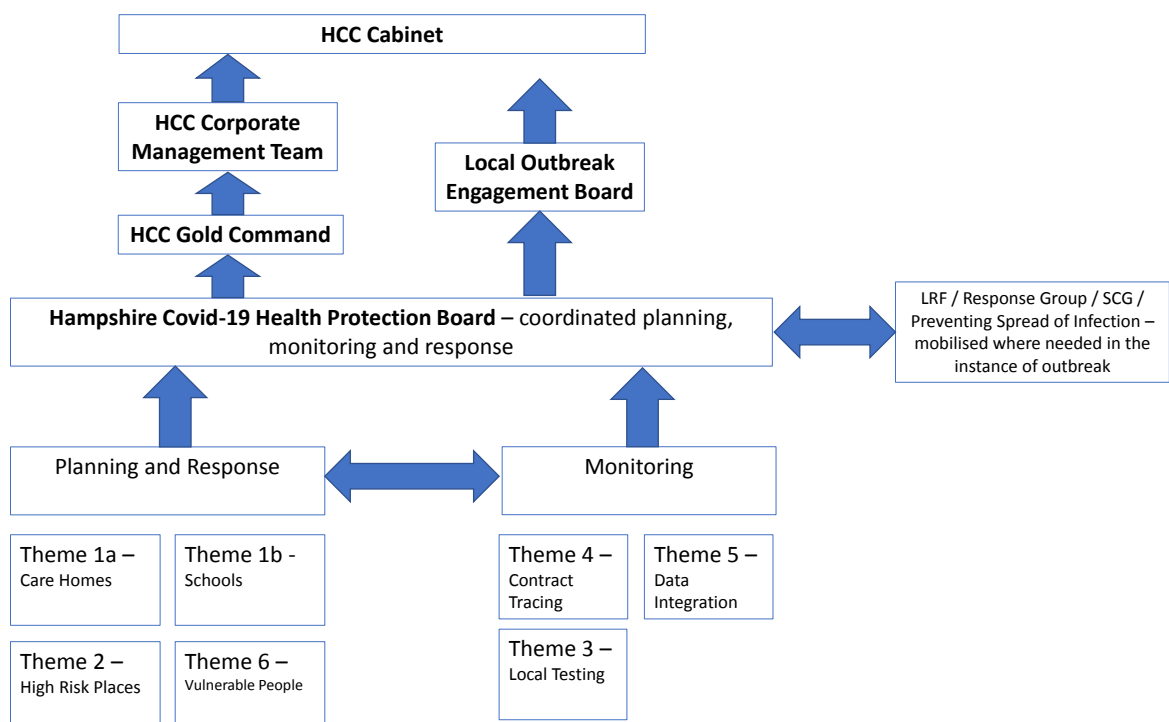 HCC Cabinet
HCC Corporate
Management Team
Local Outbreak
Engagement Board
HCC Gold Command
Hampshire Covid-19 Health Protection Board – coordinated planning,
monitoring and response
LRF / Response Group / SCG /
Preventing Spread of Infection –
mobilised where needed in the
instance of outbreak
Planning and Response
Monitoring
Theme 1a –
Care Homes
Theme 1b -
Schools
Theme 4 –
Contract
Tracing
Theme 5 –
Data
Integration
Theme 2 –
High Risk Places
Theme 6 –
Vulnerable People
Theme 3 –
Local Testing